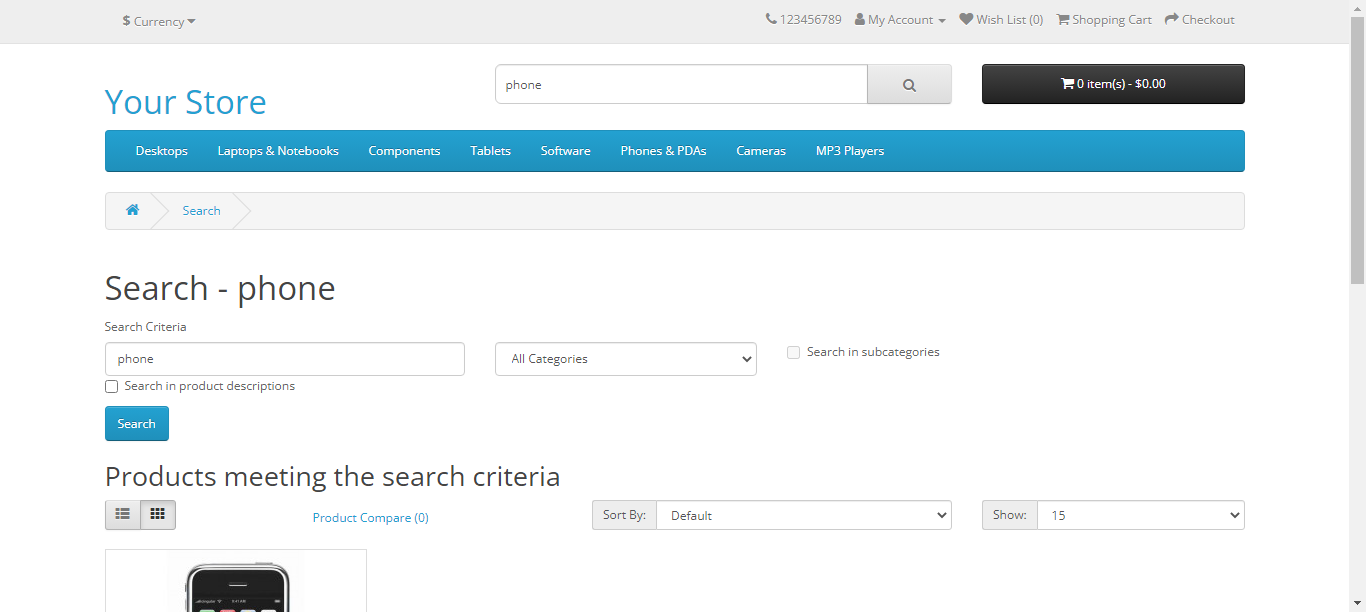 $ Currency
123456789 My Account Wish List (0) Shopping Cart Checkout
Your Store
phone
0 item(s) - $0.00
Desktops Laptops & Notebooks Components Tablets Software Phones & PDAs Cameras MP3 Players
Search
Search - phone
Search Criteria
phone
All Categories
Search in subcategories
Search in product descriptions
Search
Products meeting the search criteria
Product Compare (0)
Sort By: Default
Show: 15